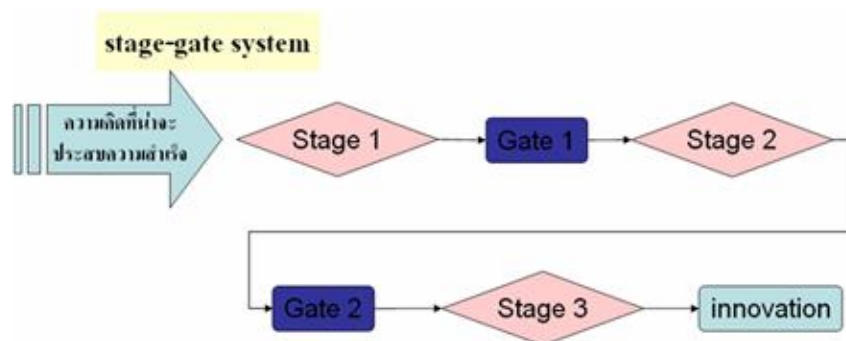 stage-gate system
ความคิดที่น่าจะ
ประสบความสำเร็จ
Stage 1
Gate 1
Stage 2
Gate 2
Stage 3
innovation